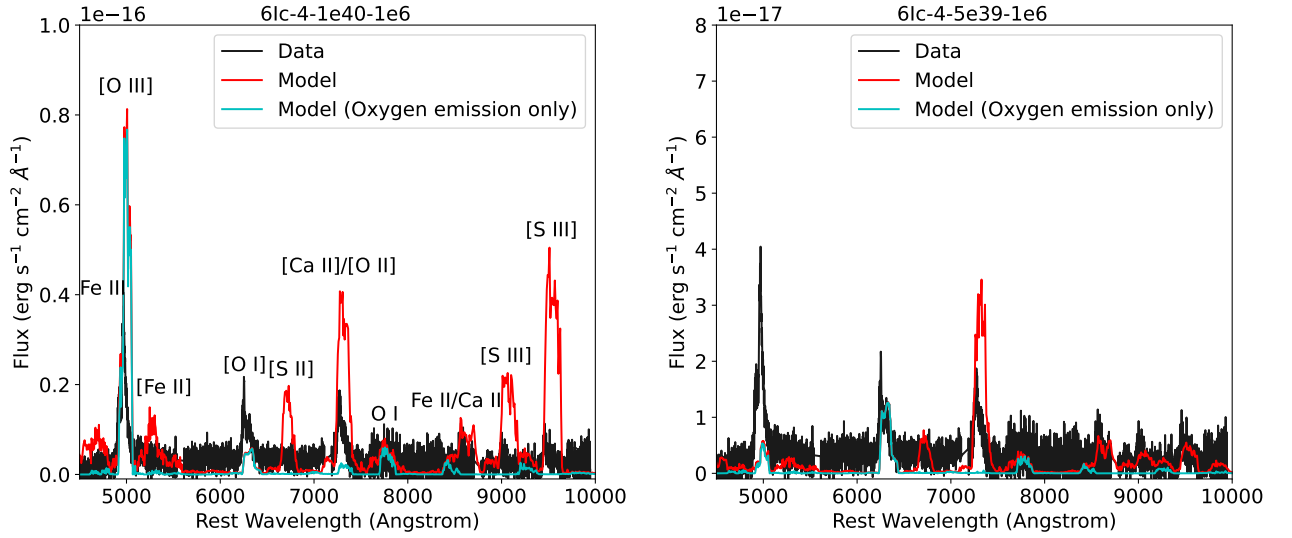 1e−16
6Ic-4-1e40-1e6
Data
Model
Model (Oxygen emission only)
[O III]
Fe III
[Fe II]
[O I]
[S II]
[Ca II]/[O II]
O I
Fe II/Ca II
[S III]
[S III]
1.0
0.8
0.6
0.4
0.2
0.0
5000
6000
7000
8000
9000
10000
Rest Wavelength (Angstrom)
Flux (erg s−1 cm−2 Å−1)
1e−17
6Ic-4-5e39-1e6
Data
Model
Model (Oxygen emission only)
8
7
6
5
4
3
2
1
0
5000
6000
7000
8000
9000
10000
Rest Wavelength (Angstrom)
Flux (erg s−1 cm−2 Å−1)